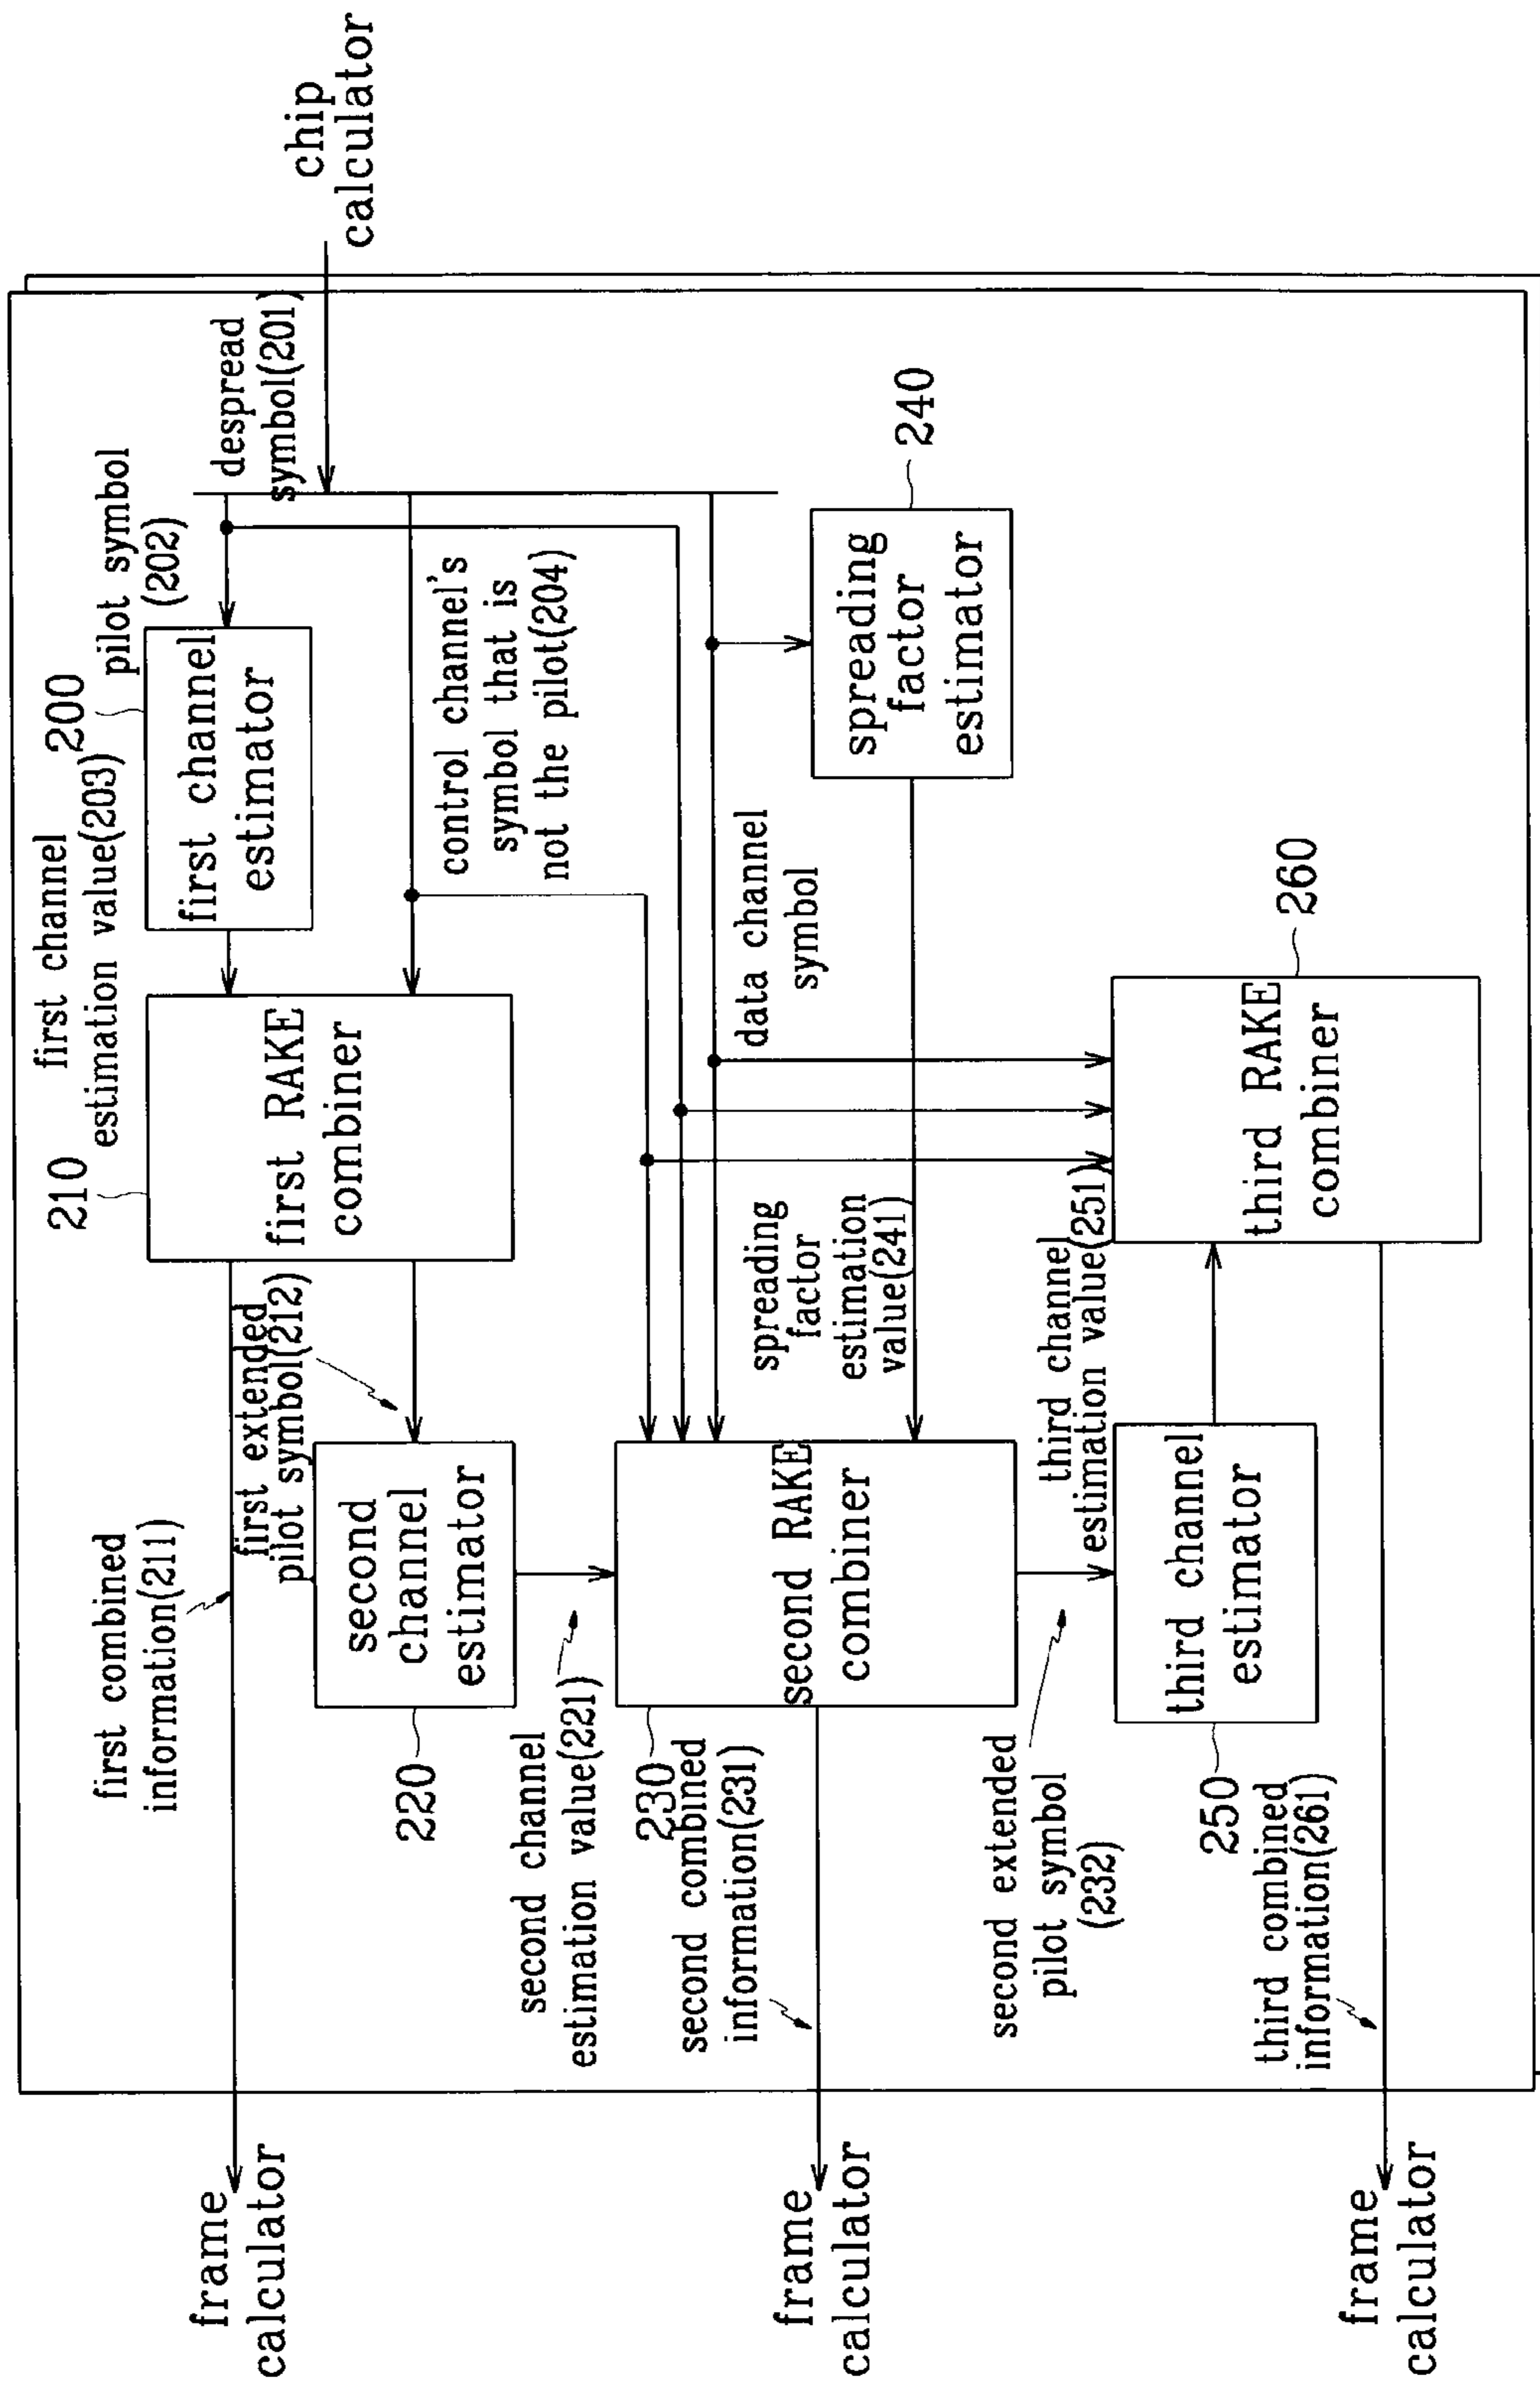 chip
calculator
despread
symbol(201)
pilot symbol
(202)
200
first channel
estimator
first channel
estimation value(203)
control channel's
symbol that is
not the pilot(204)
240
spreading
factor
estimator
data channel
symbol
210
first RAKE
combiner
260
third RAKE
combiner
spreading
factor
estimation
value(241)
third channel
estimation value(251)
first extended
pilot symbol(212)
first combined
information(211)
second
channel
estimator
220
second RAKE
combiner
230
second channel
estimation value(221)
second combined
information(231)
third channel
estimator
250
second extended
pilot symbol
(232)
third combined
information(261)
frame
calculator
frame
calculator
frame
calculator